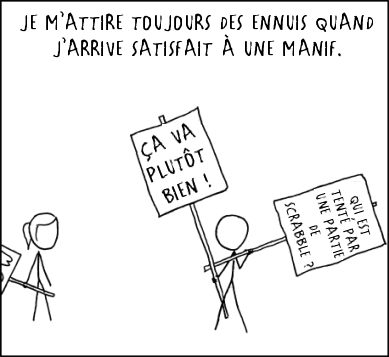 JE M'ATTIRE TOUJOURS DES ENNUIS QUAND
J'ARRIVE SATISFAIT À UNE MANIF.
ÇA VA
PLUTÔT
BIEN !
QUI EST
TENTÉ PAR
UNE PARTIE
DE
SCRABBLE ?